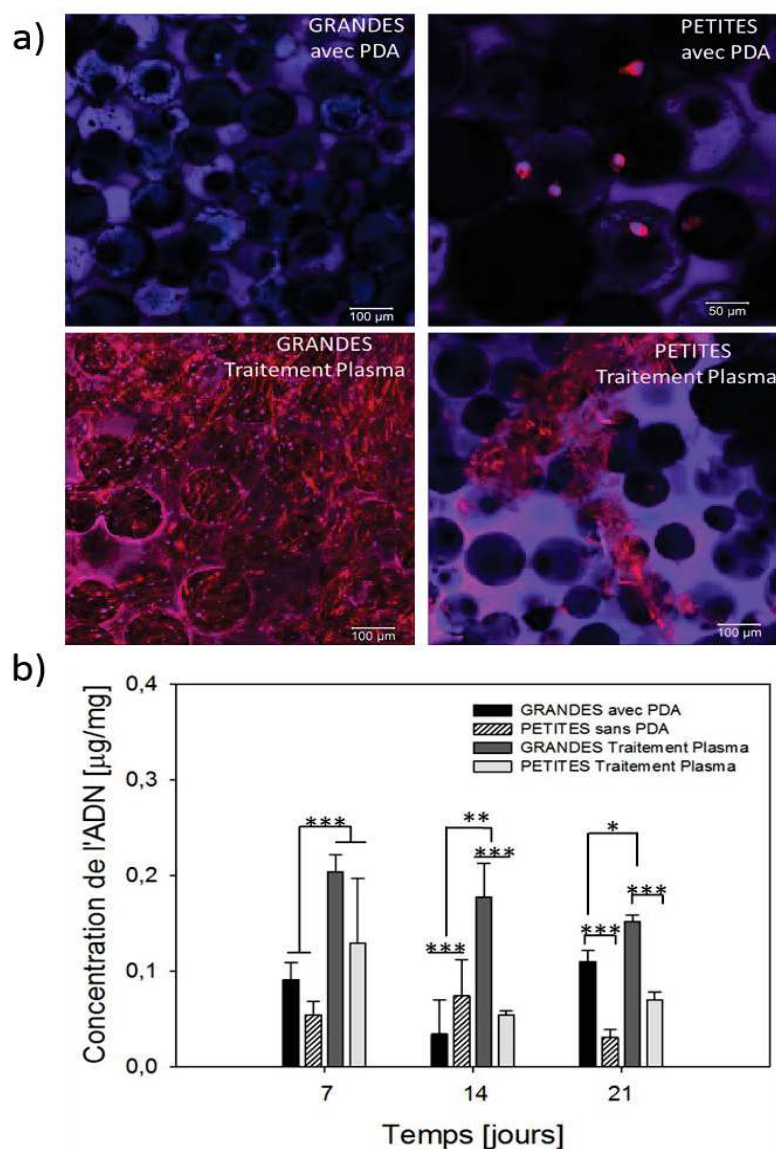 a)
GRANDES
avec PDA
100 µm
PETITES
avec PDA
50 µm
GRANDES
Traitement Plasma
100 µm
PETITES
Traitement Plasma
100 µm
b)
Concentration de l'ADN [µg/mg]
0,4
0,3
0,2
0,1
0,0
GRANDES avec PDA
PETITES sans PDA
GRANDES Traitement Plasma
PETITES Traitement Plasma
***
**
***
***
*
***
***
7 14 21
Temps [jours]